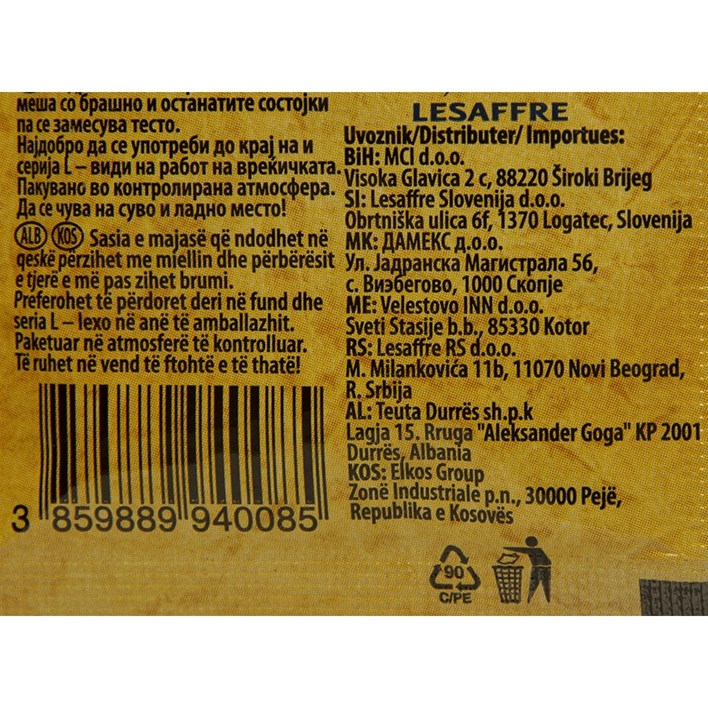 меша со брашно и останатите состојки
па се замесува тесто.
Најдобро да се употреби до крај на и
серија L – види на работ на вреќичката.
Пакувано во контролирана атмосфера.
Да се чува на суво и ладно место!
ALB KOS Sasia e majasë që ndodhet në
qeskë përzihet me miellin dhe përbërësit
e tjerë e më pas zihet brumi.
Preferohet të përdoret deri në fund dhe
seria L – lexo në anë të amballazhit.
Paketuar në atmosferë të kontrolluar.
Të ruhet në vend të ftohtë e të thatë!
3 859889 940085
LESAFFRE
Uvoznik/Distributer/ Importues:
BiH: MCI d.o.o.
Visoka Glavica 2 c, 88220 Široki Brijeg
SI: Lesaffre Slovenija d.o.o.
Obrtniška ulica 6f, 1370 Logatec, Slovenija
МК: ДАМЕКС д.о.о.
Ул. Јадранска Магистрала 56,
с. Визбегово, 1000 Скопје
ME: Velestovo INN d.o.o.
Sveti Stasije b.b., 85330 Kotor
RS: Lesaffre RS d.o.o.
M. Milankovića 11b, 11070 Novi Beograd,
R. Srbija
AL: Teuta Durrës sh.p.k
Lagja 15. Rruga "Aleksander Goga" KP 2001
Durrës, Albania
KOS: Elkos Group
Zonë Industriale p.n., 30000 Pejë,
Republika e Kosovës
90
C/PE